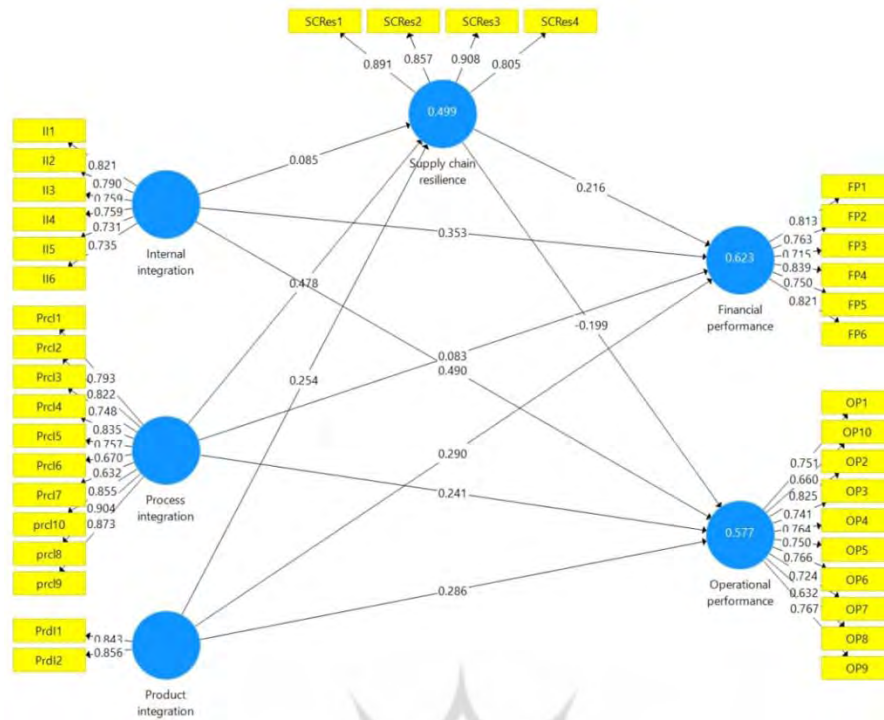 SCRes1
SCRes2
SCRes3
SCRes4
0.891
0.857
0.908
0.805
0.499
Supply chain
resilience
II1
II2
II3
II4
II5
II6
0.821
0.790
0.759
0.759
0.731
0.735
Internal
integration
0.085
0.216
0.353
0.478
0.083
0.490
-0.199
0.254
0.290
0.241
0.286
FP1
FP2
FP3
FP4
FP5
FP6
0.813
0.763
0.715
0.839
0.750
0.821
0.623
Financial
performance
PrcI1
PrcI2
PrcI3
PrcI4
PrcI5
PrcI6
PrcI7
prcI10
prcI8
prcI9
0.793
0.822
0.748
0.835
0.757
0.670
0.632
0.855
0.904
0.873
Process
integration
OP1
OP10
OP2
OP3
OP4
OP5
OP6
OP7
OP8
OP9
0.751
0.660
0.825
0.741
0.764
0.750
0.766
0.724
0.632
0.767
0.577
Operational
performance
PrdI1
PrdI2
0.843
0.856
Product
integration